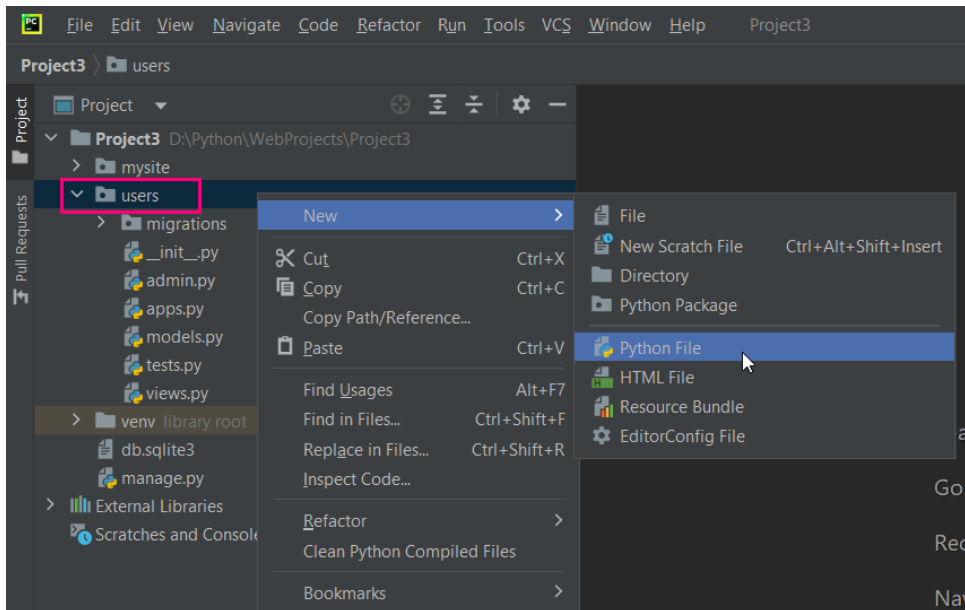 PC File Edit View Navigate Code Refactor Run Tools VCS Window Help Project3
Project3 users
Project
Project
Pull Requests
Project3 D:\Python\WebProjects\Project3
mysite
users
migrations
__init__.py
admin.py
apps.py
models.py
tests.py
views.py
venv library root
db.sqlite3
manage.py
External Libraries
Scratches and Console
New
Cut Ctrl+X
Copy Ctrl+C
Copy Path/Reference...
Paste Ctrl+V
Find Usages Alt+F7
Find in Files... Ctrl+Shift+F
Replace in Files... Ctrl+Shift+R
Inspect Code...
Refactor
Clean Python Compiled Files
Bookmarks
File
New Scratch File Ctrl+Alt+Shift+Insert
Directory
Python Package
Python File
HTML File
Resource Bundle
EditorConfig File
Go
Rec
Nav